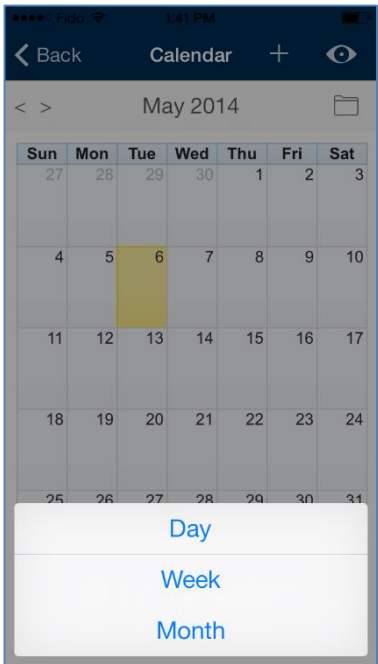 Fido 1:41 PM
Back Calendar +
< > May 2014
Sun Mon Tue Wed Thu Fri Sat
27 28 29 30 1 2 3
4 5 6 7 8 9 10
11 12 13 14 15 16 17
18 19 20 21 22 23 24
25 26 27 28 29 30 31
Day
Week
Month